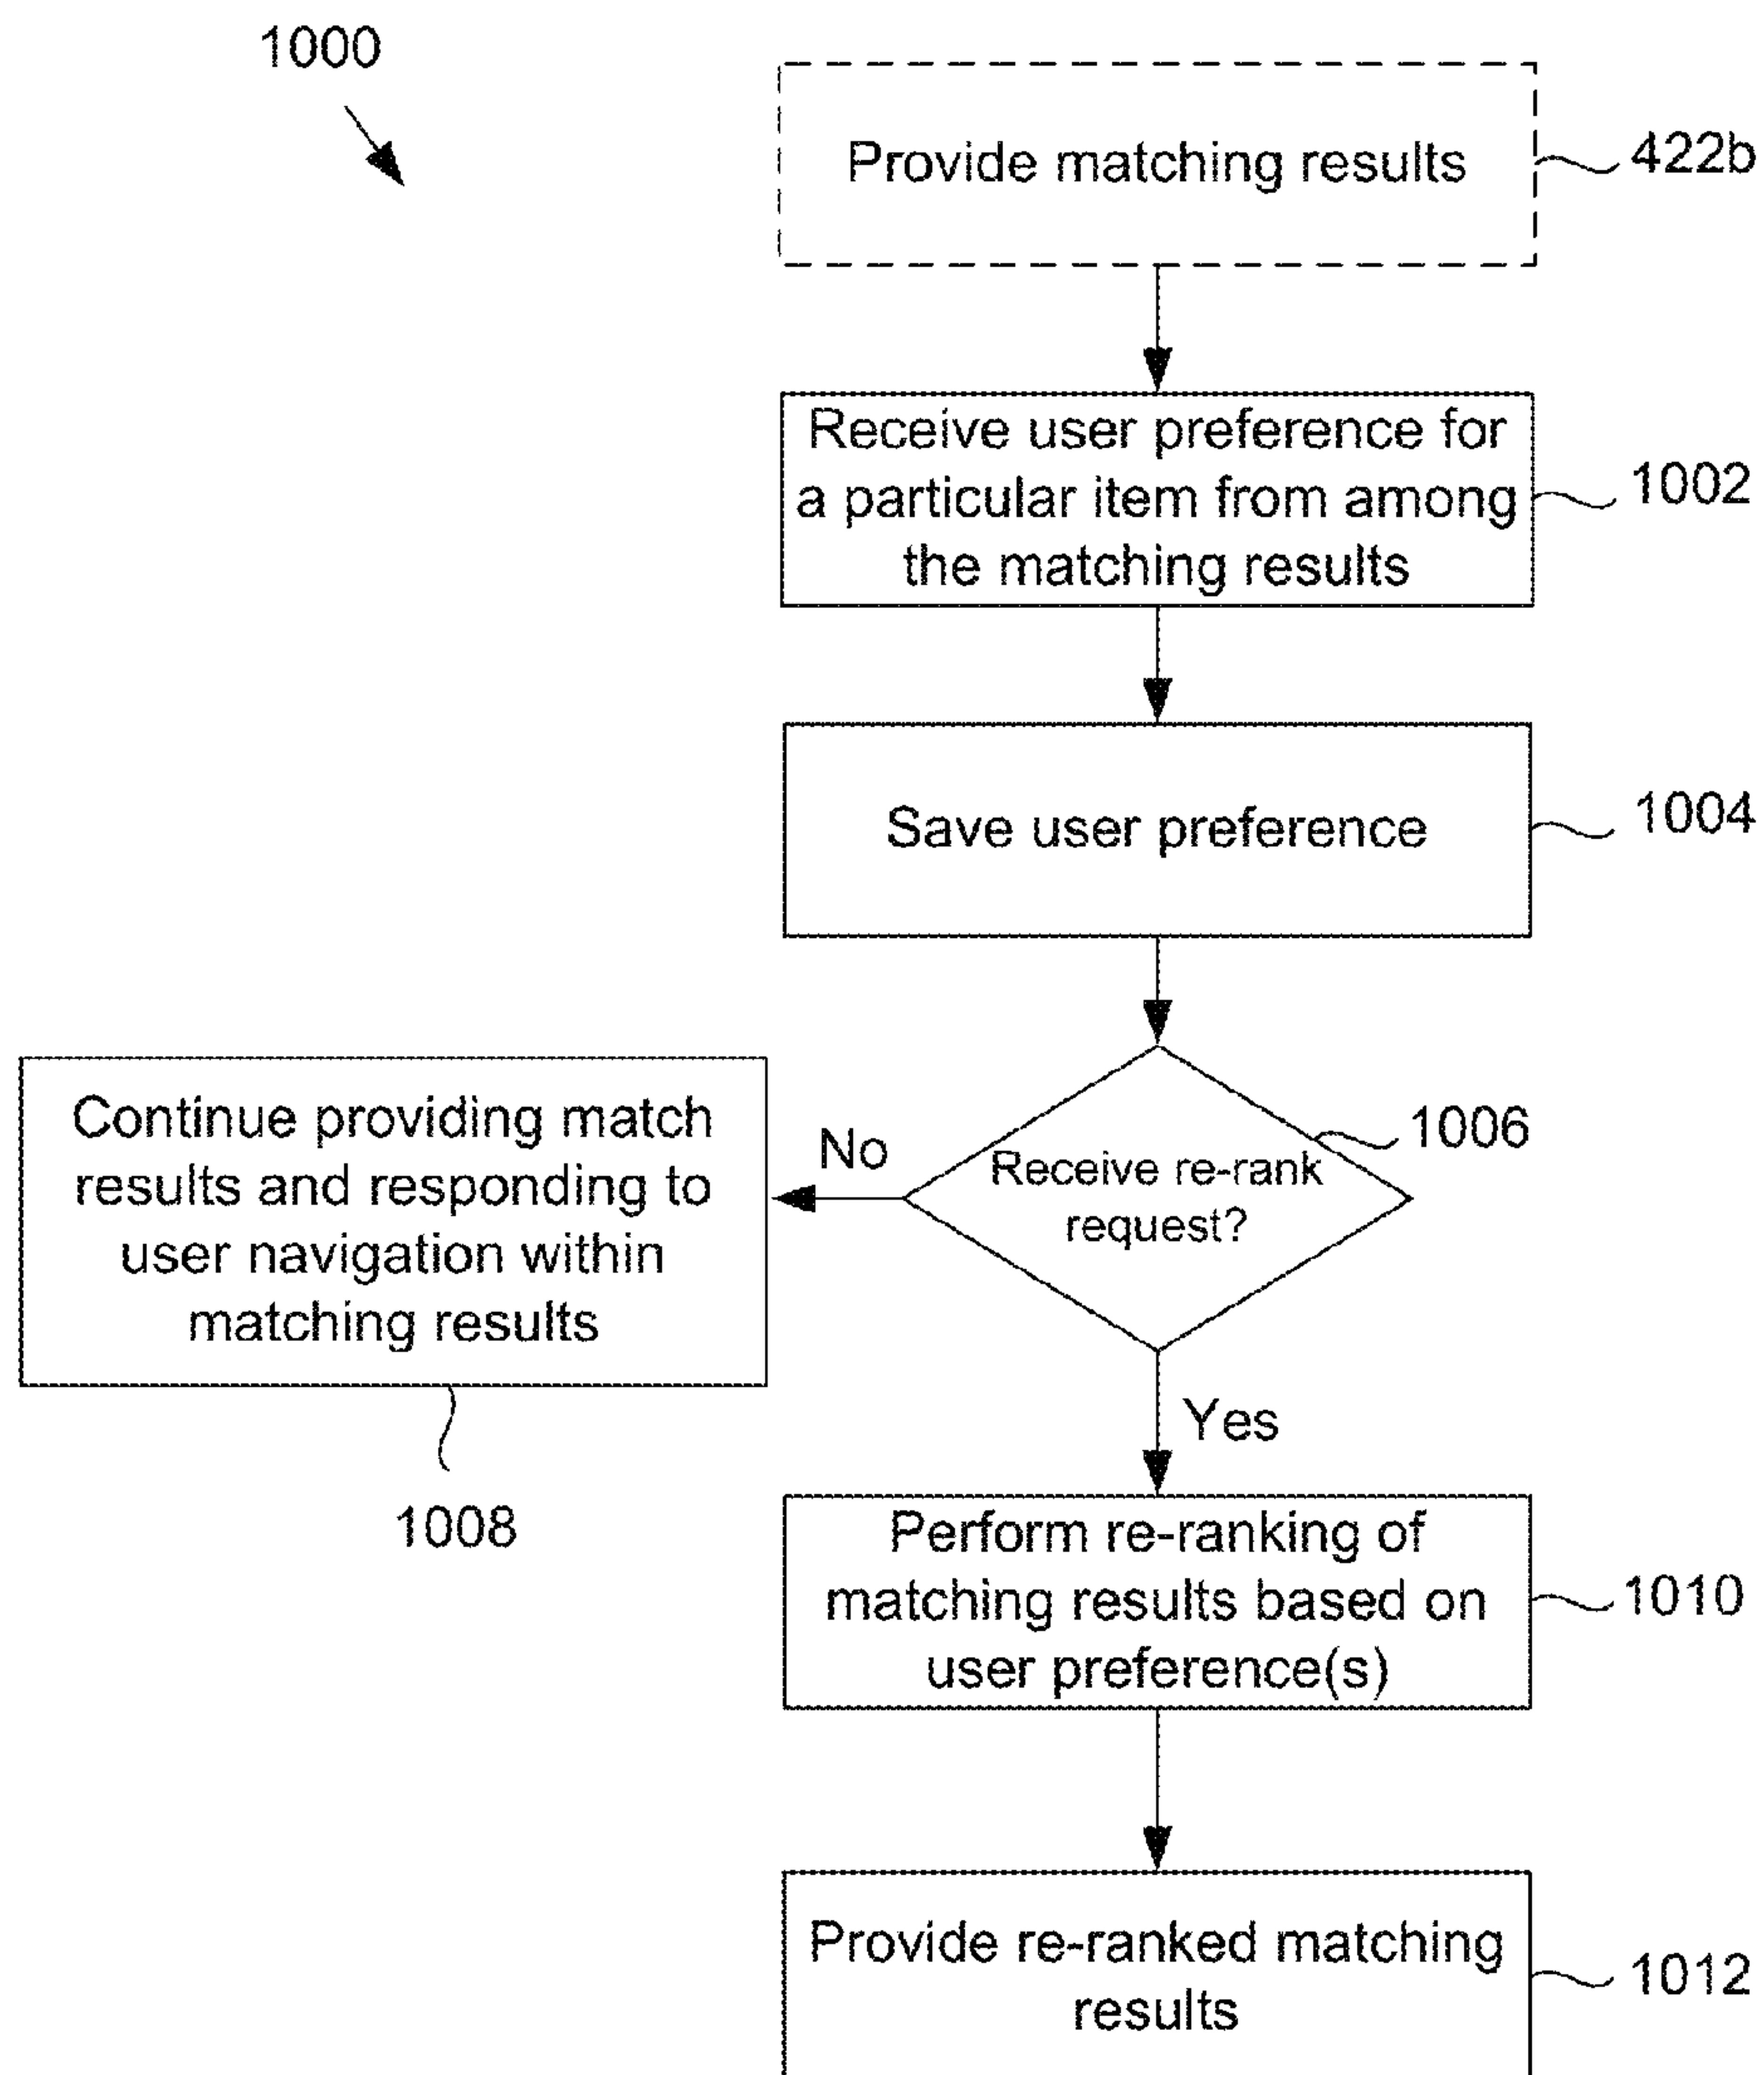 1000
Provide matching results
422b
Receive user preference for
a particular item from among
the matching results
1002
Save user preference
1004
Receive re-rank
request?
1006
No
Continue providing match
results and responding to
user navigation within
matching results
1008
Yes
Perform re-ranking of
matching results based on
user preference(s)
1010
Provide re-ranked matching
results
1012